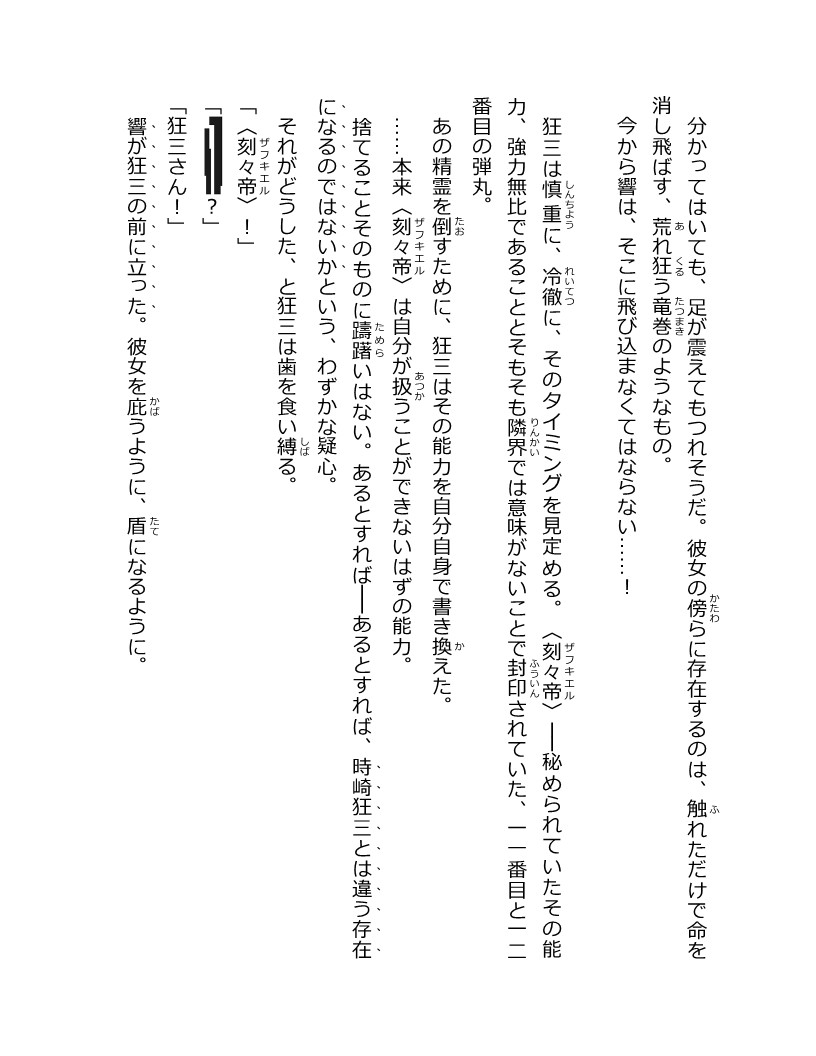 分かってはいても、足が震えてもつれそうだ。彼女の傍らに存在するのは、触れただけで命を
消し飛ばす、荒れ狂う竜巻のようなもの。
今から響は、そこに飛び込まなくてはならない……！
狂三は慎重に、冷徹に、そのタイミングを見定める。〈刻々帝〉――秘められていたその能
力、強力無比であることとそもそも隣界では意味がないことで封印されていた、一一番目と一二
番目の弾丸。
あの精霊を倒すために、狂三はその能力を自分自身で書き換えた。
……本来〈刻々帝〉は自分が扱うことができないはずの能力。
捨てることそのものに躊躇いはない。あるとすれば――あるとすれば、時崎狂三とは違う存在
になるのではないかという、わずかな疑心。
それがどうした、と狂三は歯を食い縛る。
「〈刻々帝〉！」
「？」
「狂三さん！」
響が狂三の前に立った。彼女を庇うように、盾になるように。